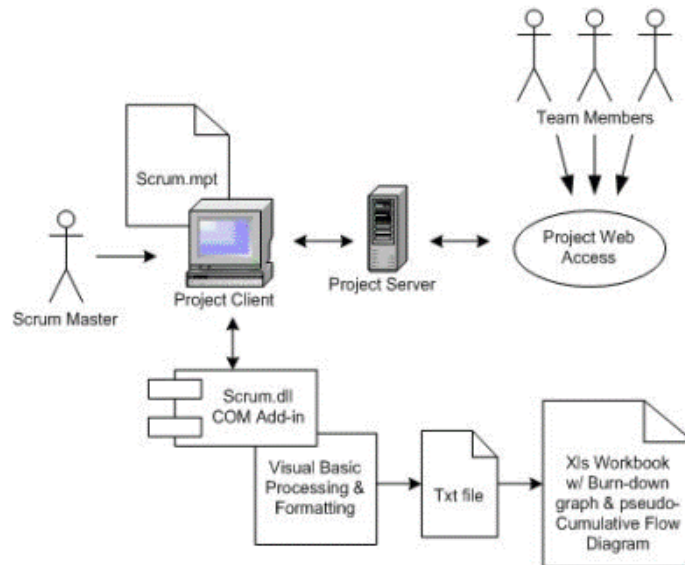 Team Members
Scrum.mpt
Project Web
Access
Project Server
Project Client
Scrum Master
Scrum.dll
COM Add-in
Visual Basic
Processing &
Formatting
Txt file
Xls Workbook
w/ Burn-down
graph & pseudo-
Cumulative Flow
Diagram